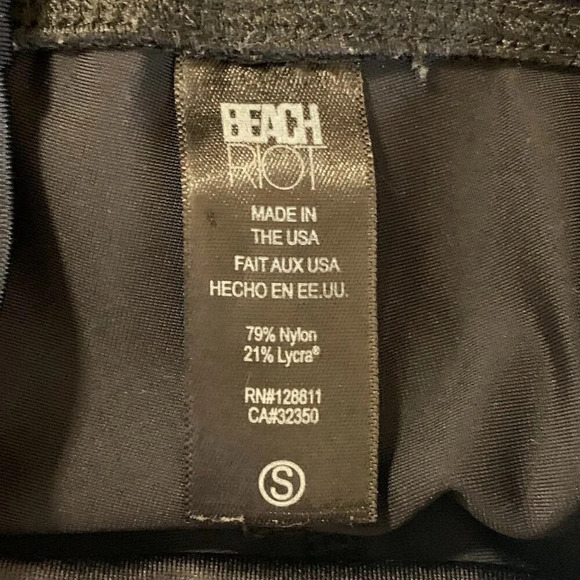 BEACH
RIOT
MADE IN
THE USA
FAIT AUX USA
HECHO EN EE.UU.
79% Nylon
21% Lycra®
RN#128811
CA#32350
S